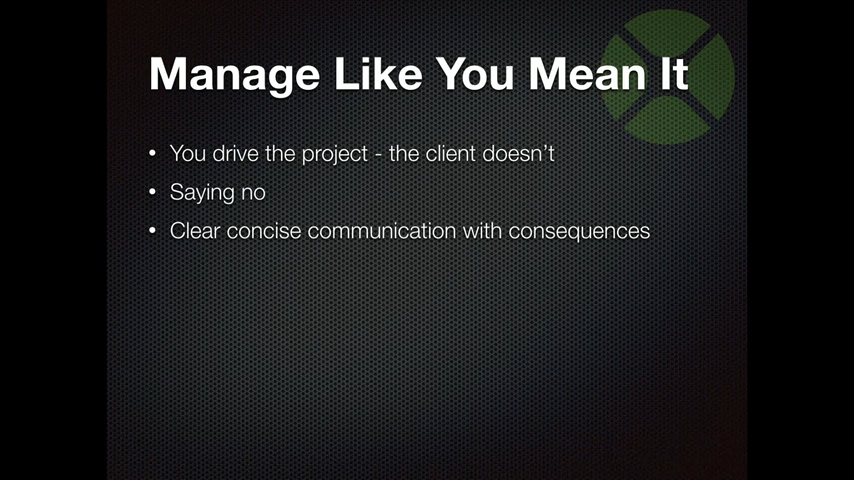 Manage Like You Mean It
• You drive the project - the client doesn’t
• Saying no
• Clear concise communication with consequences